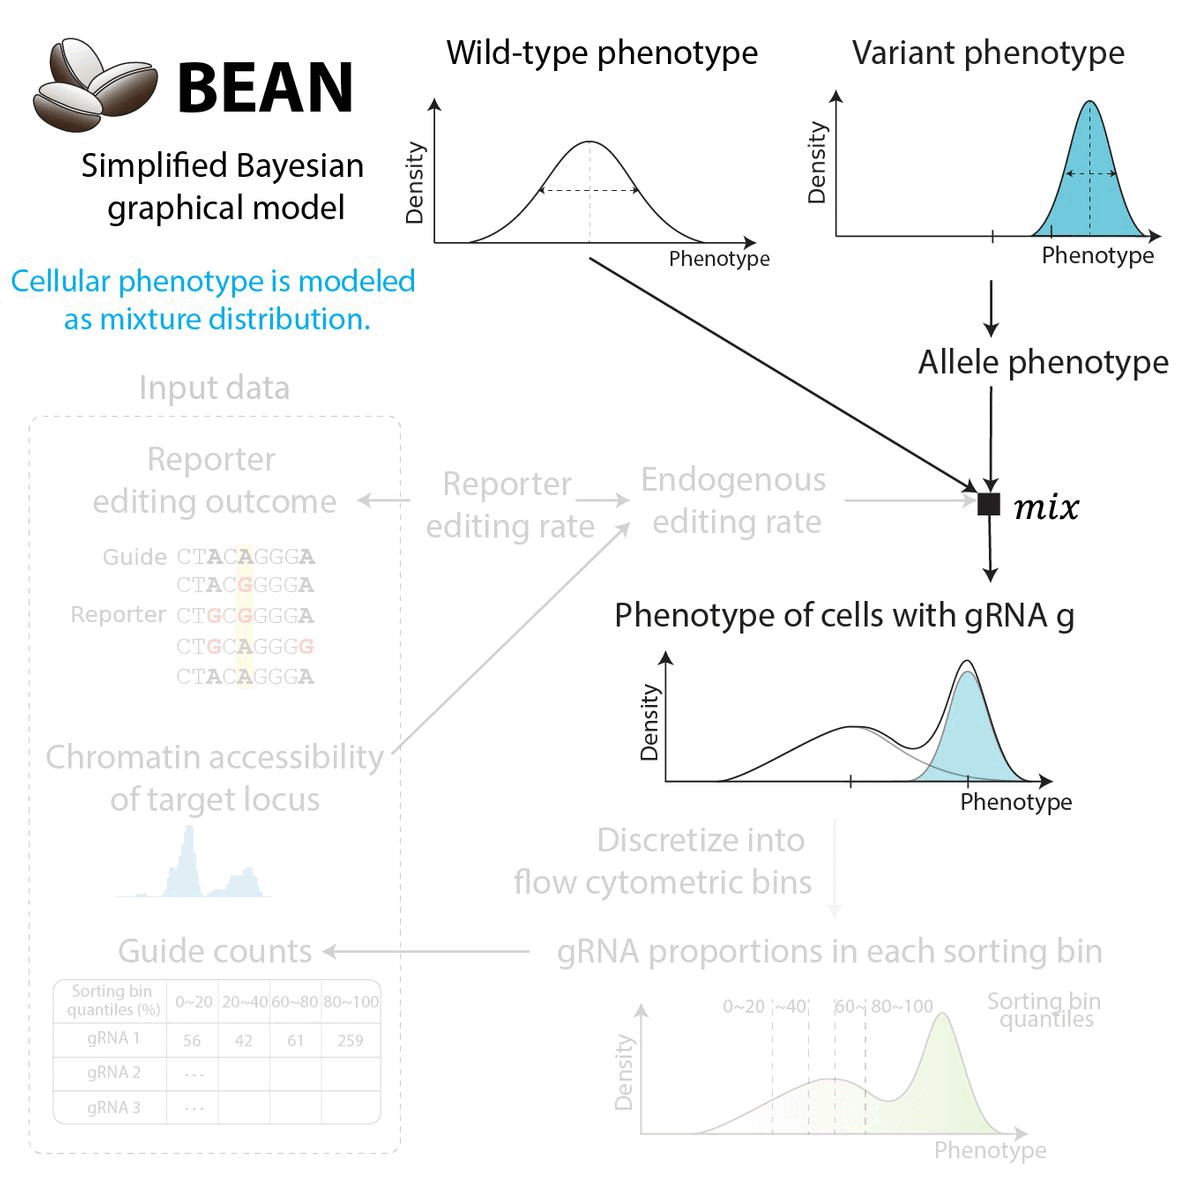 BEAN
Simplified Bayesian
graphical model
Cellular phenotype is modeled
as mixture distribution.
Wild-type phenotype
Density
Phenotype
Variant phenotype
Density
Phenotype
Allele phenotype
mix
Input data
Reporter
editing outcome
Reporter
editing rate
Endogenous
editing rate
Guide CTACAGGGA
CTACGGGGA
Reporter CTGCGGGGA
CTGCAGGGG
CTACAGGGA
Phenotype of cells with gRNA g
Density
Phenotype
Chromatin accessibility
of target locus
Discretize into
flow cytometric bins
Guide counts
Sorting bin
quantiles (%) 0~20 20~40 60~80 80~100
gRNA 1 56 42 61 259
gRNA 2 ...
gRNA 3 ...
gRNA proportions in each sorting bin
0~20 ~40 60~ 80~100
Sorting bin
quantiles
Density
Phenotype